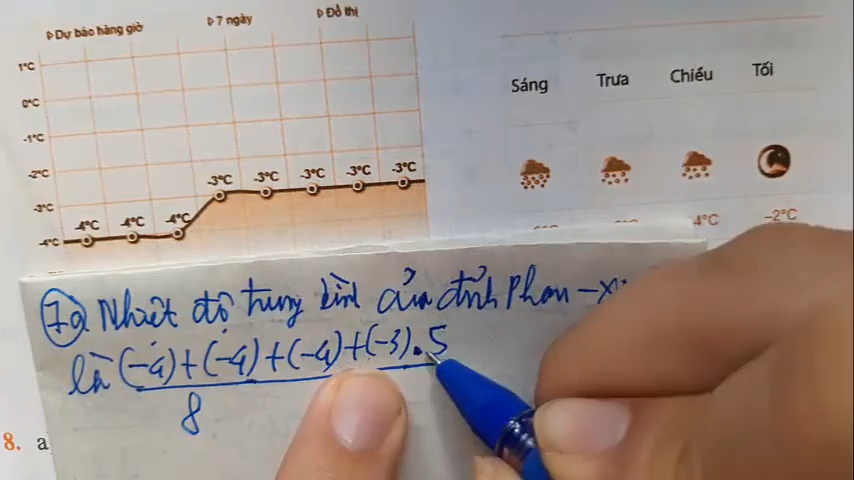 ▷ Dự báo hàng giờ ▷ 7 ngày ▷ Đồ thị
1°C
0°C
-1°C
-2°C
-3°C
-4°C
-4°C -4°C -4°C -3°C -3°C -3°C -3°C -3°C
Sáng Trưa Chiều Tối
-4°C -2°C
7a Nhiệt độ trung bình của đỉnh Phan-
là (-4)+(-4)+(-4)+(-3).5
8
8. a